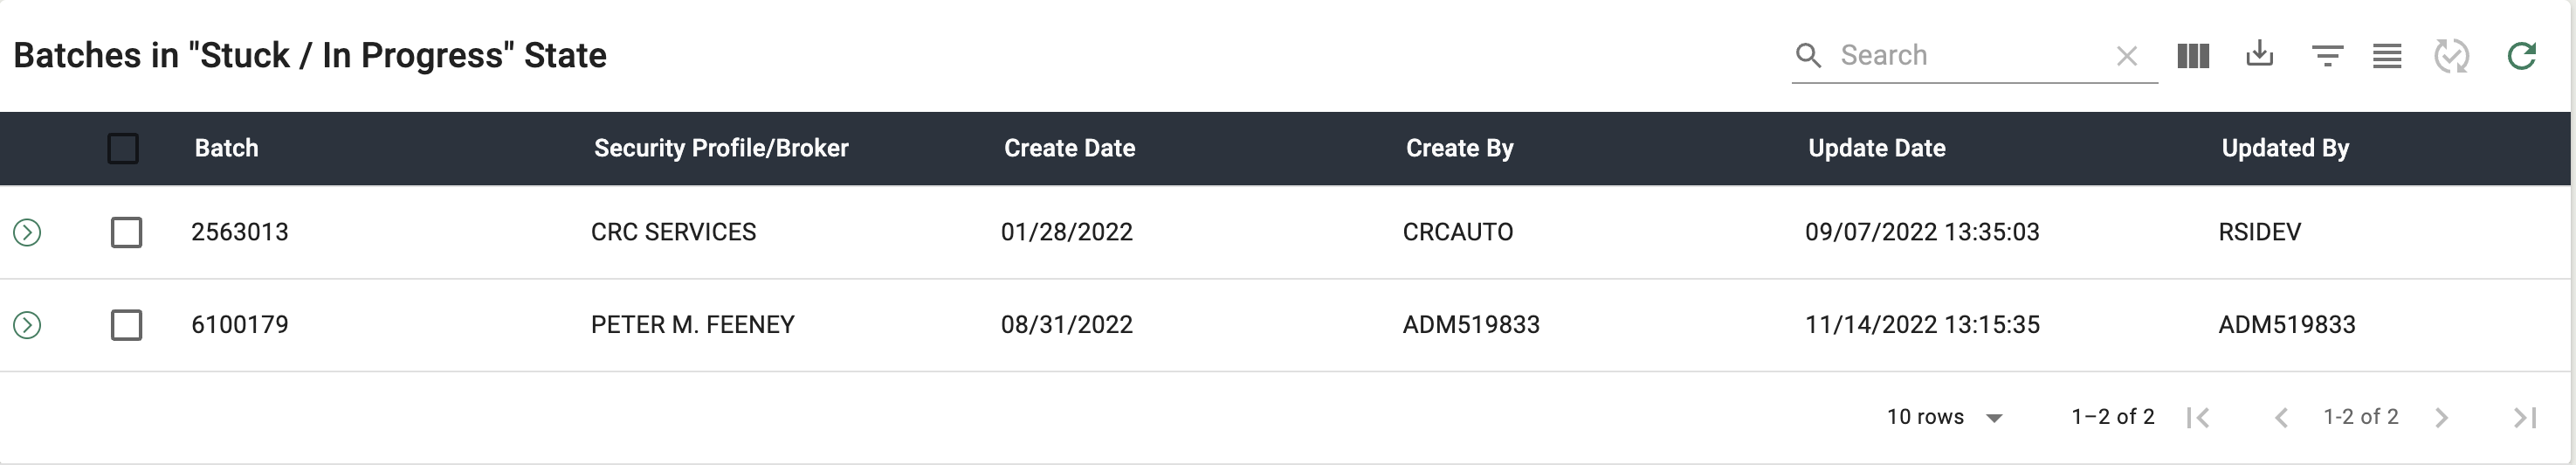 Batches in "Stuck / In Progress" State Search
Batch Security Profile/Broker Create Date Create By Update Date Updated By
2563013 CRC SERVICES 01/28/2022 CRCAUTO 09/07/2022 13:35:03 RSIDEV
6100179 PETER M. FEENEY 08/31/2022 ADM519833 11/14/2022 13:15:35 ADM519833
10 rows 1–2 of 2 1-2 of 2